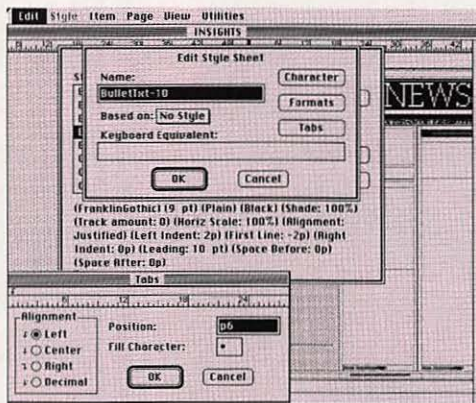 Edit Style Item Page View Utilities
INSIGHTS
Edit Style Sheet
Name:
BulletTxt-10
Based on: No Style
Keyboard Equivalent:
Character
Formats
Tabs
OK Cancel
NEWS
(FranklinGothic) (9 pt) (Plain) (Black) (Shade: 100%)
(Track amount: 0) (Horiz Scale: 100%) (Alignment:
Justified) (Left Indent: 2p) (First Line: -2p) (Right
Indent: 0p) (Leading: 10 pt) (Space Before: 0p)
(Space After: 0p)
Tabs
Alignment
Left
Center
Right
Decimal
Position: p6
Fill Character: *
OK Cancel